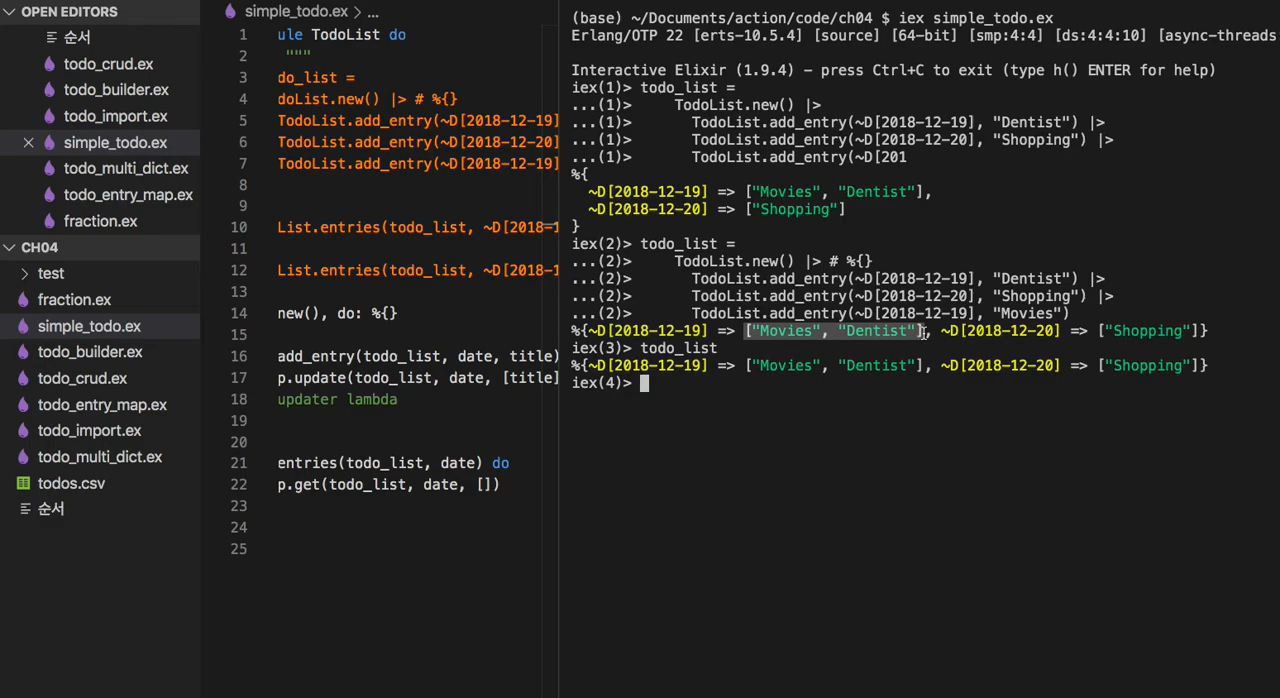 OPEN EDITORS
순서
todo_crud.ex
todo_builder.ex
todo_import.ex
simple_todo.ex
todo_multi_dict.ex
todo_entry_map.ex
fraction.ex
CH04
test
fraction.ex
simple_todo.ex
todo_builder.ex
todo_crud.ex
todo_entry_map.ex
todo_import.ex
todo_multi_dict.ex
todos.csv
순서
simple_todo.ex > ...
1 ule TodoList do
2 """
3 do_list =
4 doList.new() |> # %{}
5 TodoList.add_entry(~D[2018-12-19]
6 TodoList.add_entry(~D[2018-12-20]
7 TodoList.add_entry(~D[2018-12-19]
8
9
10 List.entries(todo_list, ~D[2018-1
11
12 List.entries(todo_list, ~D[2018-1
13
14 new(), do: %{}
15
16 add_entry(todo_list, date, title)
17 p.update(todo_list, date, [title]
18 updater lambda
19
20
21 entries(todo_list, date) do
22 p.get(todo_list, date, [])
23
24
25
(base) ~/Documents/action/code/ch04 $ iex simple_todo.ex
Erlang/OTP 22 [erts-10.5.4] [source] [64-bit] [smp:4:4] [ds:4:4:10] [async-threads:
Interactive Elixir (1.9.4) – press Ctrl+C to exit (type h() ENTER for help)
iex(1)> todo_list =
...(1)> TodoList.new() |>
...(1)> TodoList.add_entry(~D[2018-12-19], "Dentist") |>
...(1)> TodoList.add_entry(~D[2018-12-20], "Shopping") |>
...(1)> TodoList.add_entry(~D[201
%{
~D[2018-12-19] => ["Movies", "Dentist"],
~D[2018-12-20] => ["Shopping"]
}
iex(2)> todo_list =
...(2)> TodoList.new() |> # %{}
...(2)> TodoList.add_entry(~D[2018-12-19], "Dentist") |>
...(2)> TodoList.add_entry(~D[2018-12-20], "Shopping") |>
...(2)> TodoList.add_entry(~D[2018-12-19], "Movies")
%{~D[2018-12-19] => ["Movies", "Dentist"], ~D[2018-12-20] => ["Shopping"]}
iex(3)> todo_list
%{~D[2018-12-19] => ["Movies", "Dentist"], ~D[2018-12-20] => ["Shopping"]}
iex(4)>